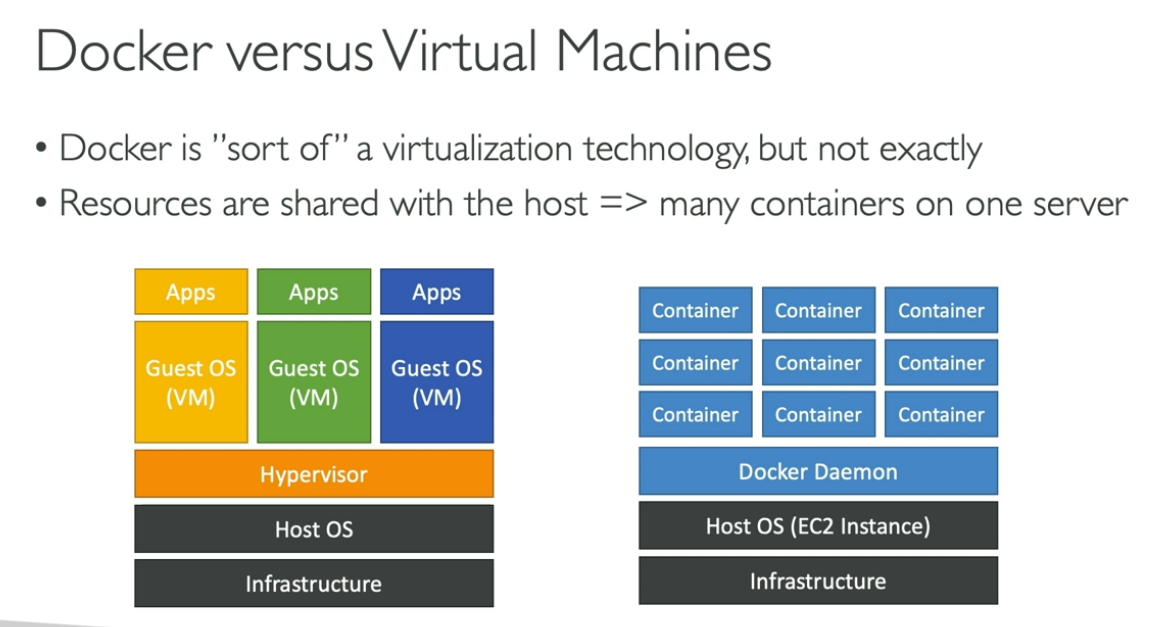 Docker versus Virtual Machines
• Docker is ”sort of” a virtualization technology, but not exactly
• Resources are shared with the host => many containers on one server
Apps
Apps
Apps
Guest OS
(VM)
Guest OS
(VM)
Guest OS
(VM)
Hypervisor
Host OS
Infrastructure
Container
Container
Container
Container
Container
Container
Container
Container
Container
Docker Daemon
Host OS (EC2 Instance)
Infrastructure